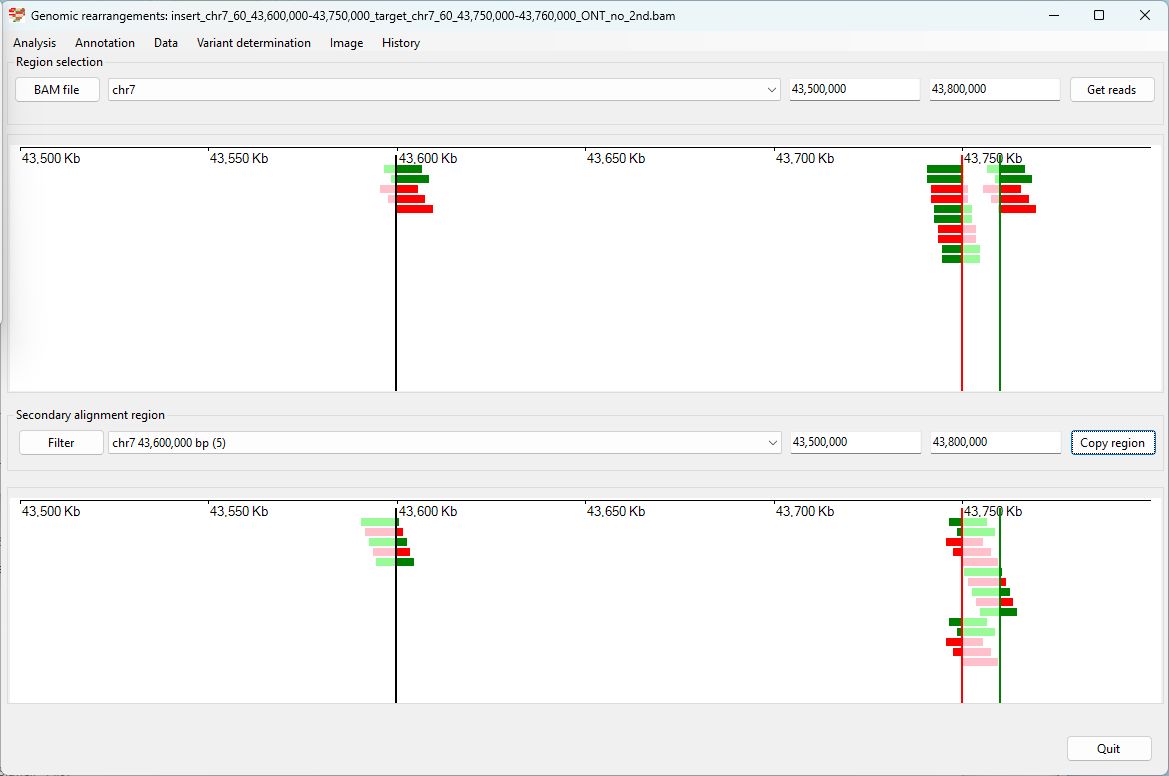 Genomic rearrangements: insert_chr7_60_43,600,000-43,750,000_target_chr7_60_43,750,000-43,760,000_ONT_no_2nd.bam
Analysis Annotation Data Variant determination Image History
Region selection
BAM file chr7 43,500,000 43,800,000 Get reads
43,500 Kb 43,550 Kb 43,600 Kb 43,650 Kb 43,700 Kb 43,750 Kb
Secondary alignment region
Filter chr7 43,600,000 bp (5) 43,500,000 43,800,000 Copy region
43,500 Kb 43,550 Kb 43,600 Kb 43,650 Kb 43,700 Kb 43,750 Kb
Quit